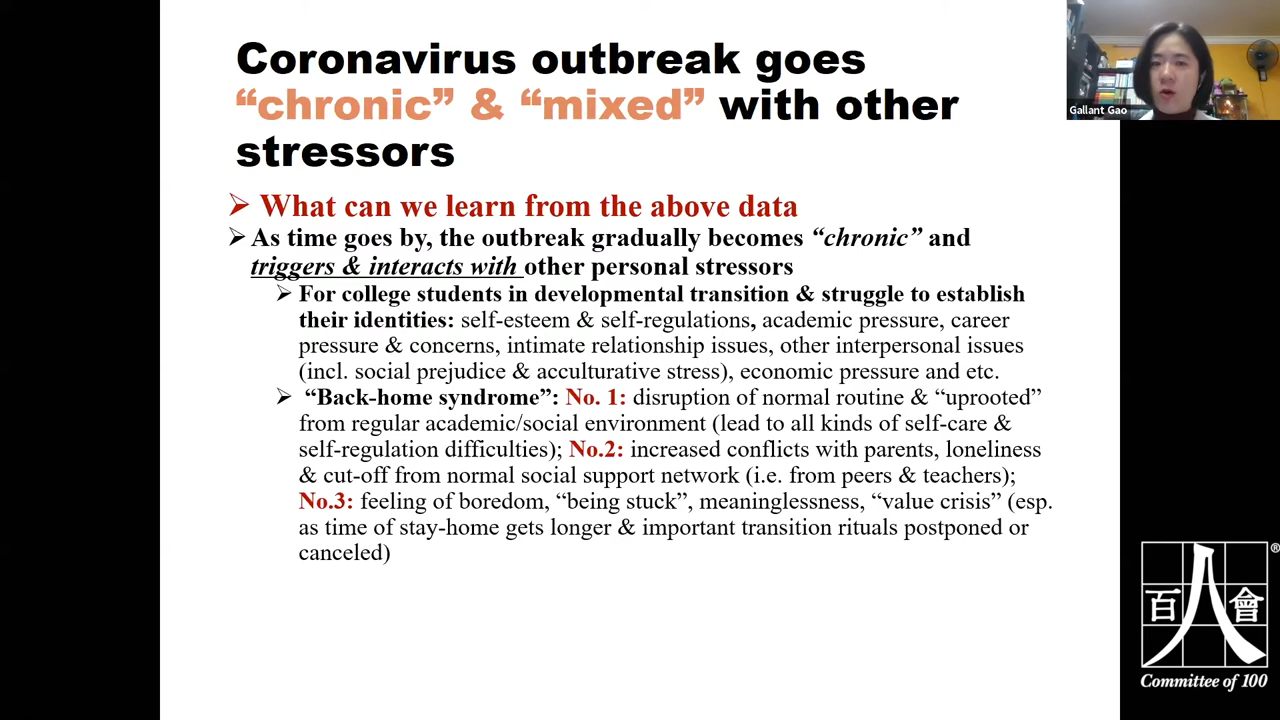 Coronavirus outbreak goes
“chronic” & “mixed” with other
stressors
Gallant Gao
What can we learn from the above data
As time goes by, the outbreak gradually becomes “chronic” and
triggers & interacts with other personal stressors
For college students in developmental transition & struggle to establish
their identities: self-esteem & self-regulations, academic pressure, career
pressure & concerns, intimate relationship issues, other interpersonal issues
(incl. social prejudice & acculturative stress), economic pressure and etc.
“Back-home syndrome”: No. 1: disruption of normal routine & “uprooted”
from regular academic/social environment (lead to all kinds of self-care &
self-regulation difficulties); No.2: increased conflicts with parents, loneliness
& cut-off from normal social support network (i.e. from peers & teachers);
No.3: feeling of boredom, “being stuck”, meaninglessness, “value crisis” (esp.
as time of stay-home gets longer & important transition rituals postponed or
canceled)
百人會®
Committee of 100